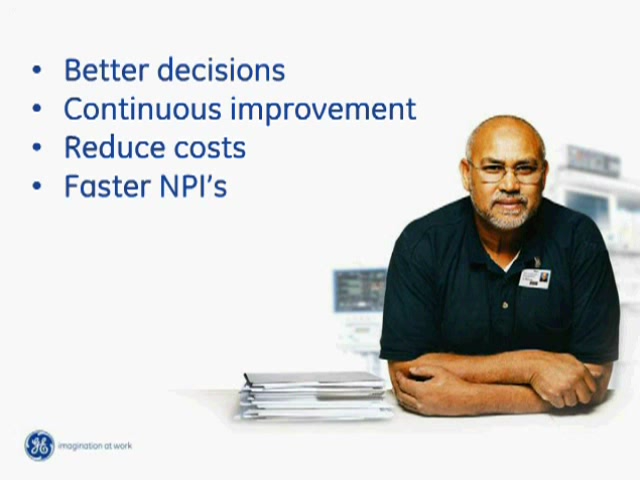 • Better decisions
• Continuous improvement
• Reduce costs
• Faster NPI’s
imagination at work